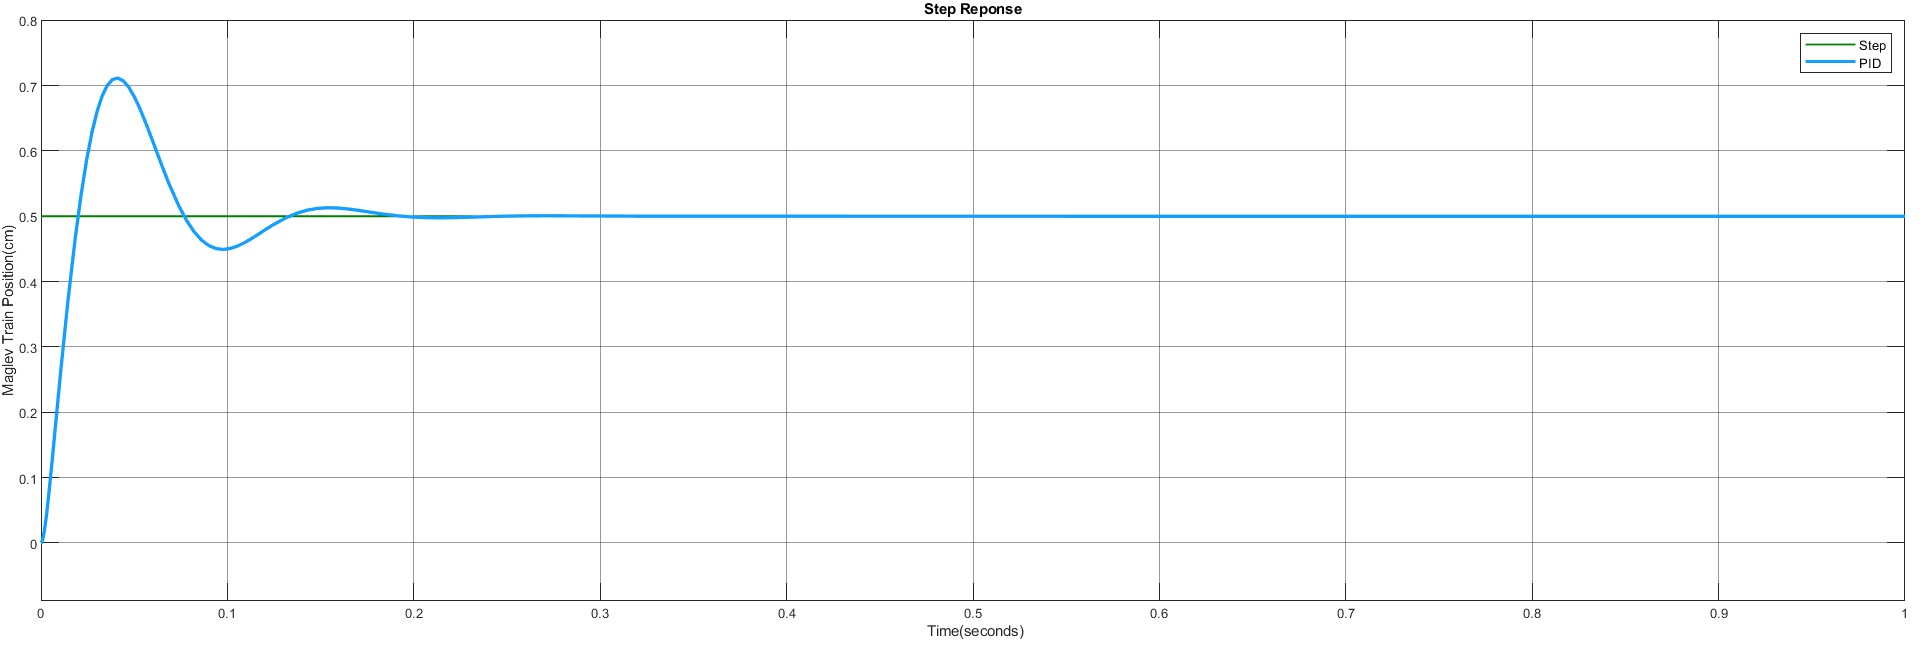 Step Reponse
Step
PID
0.8
0.7
0.6
0.5
0.4
0.3
0.2
0.1
0
Maglev Train Position(cm)
0 0.1 0.2 0.3 0.4 0.5 0.6 0.7 0.8 0.9 1
Time(seconds)